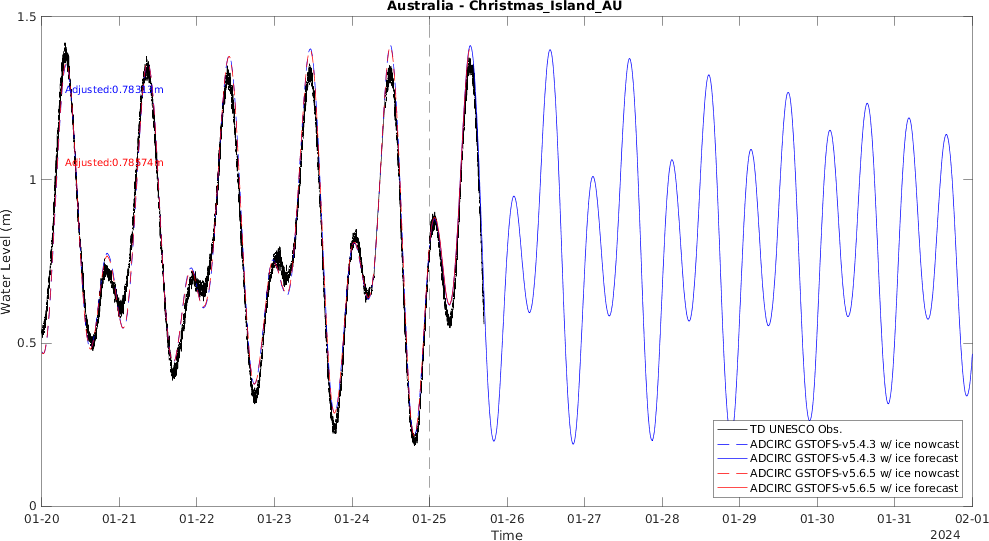 Australia - Christmas_Island_AU
Water Level (m)
1.5
1
0.5
0
Adjusted:0.78313m
Adjusted:0.78574m
TD UNESCO Obs.
ADCIRC GSTOFS-v5.4.3 w/ ice nowcast
ADCIRC GSTOFS-v5.4.3 w/ ice forecast
ADCIRC GSTOFS-v5.6.5 w/ ice nowcast
ADCIRC GSTOFS-v5.6.5 w/ ice forecast
01-20 01-21 01-22 01-23 01-24 01-25 01-26 01-27 01-28 01-29 01-30 01-31 02-01
Time
2024